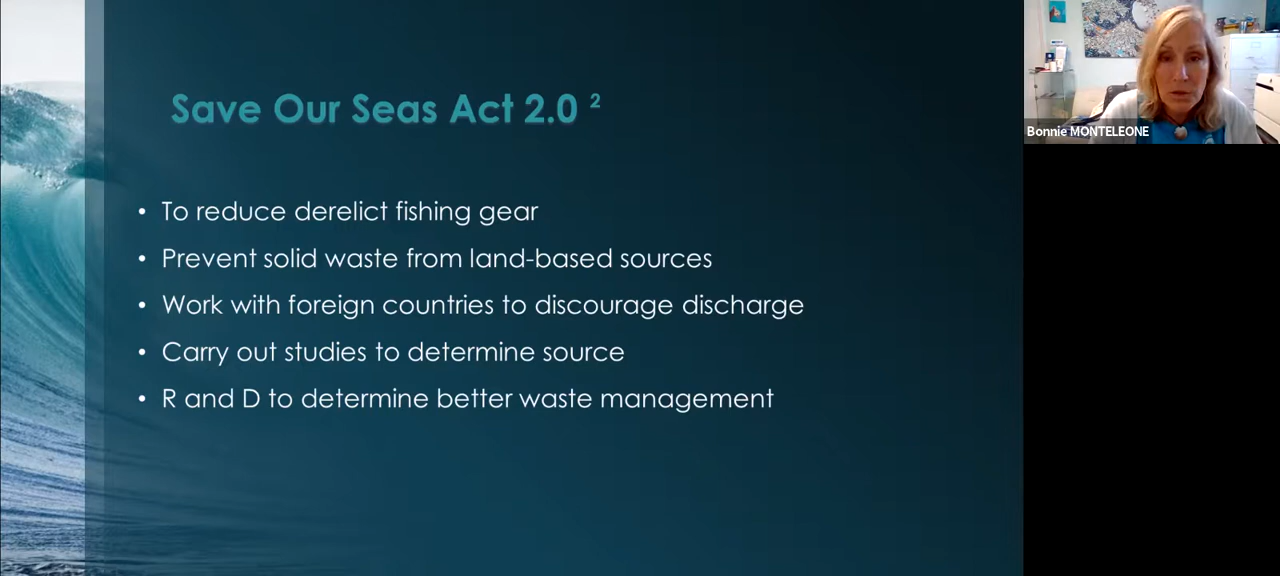 Save Our Seas Act 2.0 ²
• To reduce derelict fishing gear
• Prevent solid waste from land-based sources
• Work with foreign countries to discourage discharge
• Carry out studies to determine source
• R and D to determine better waste management
Bonnie MONTELEONE